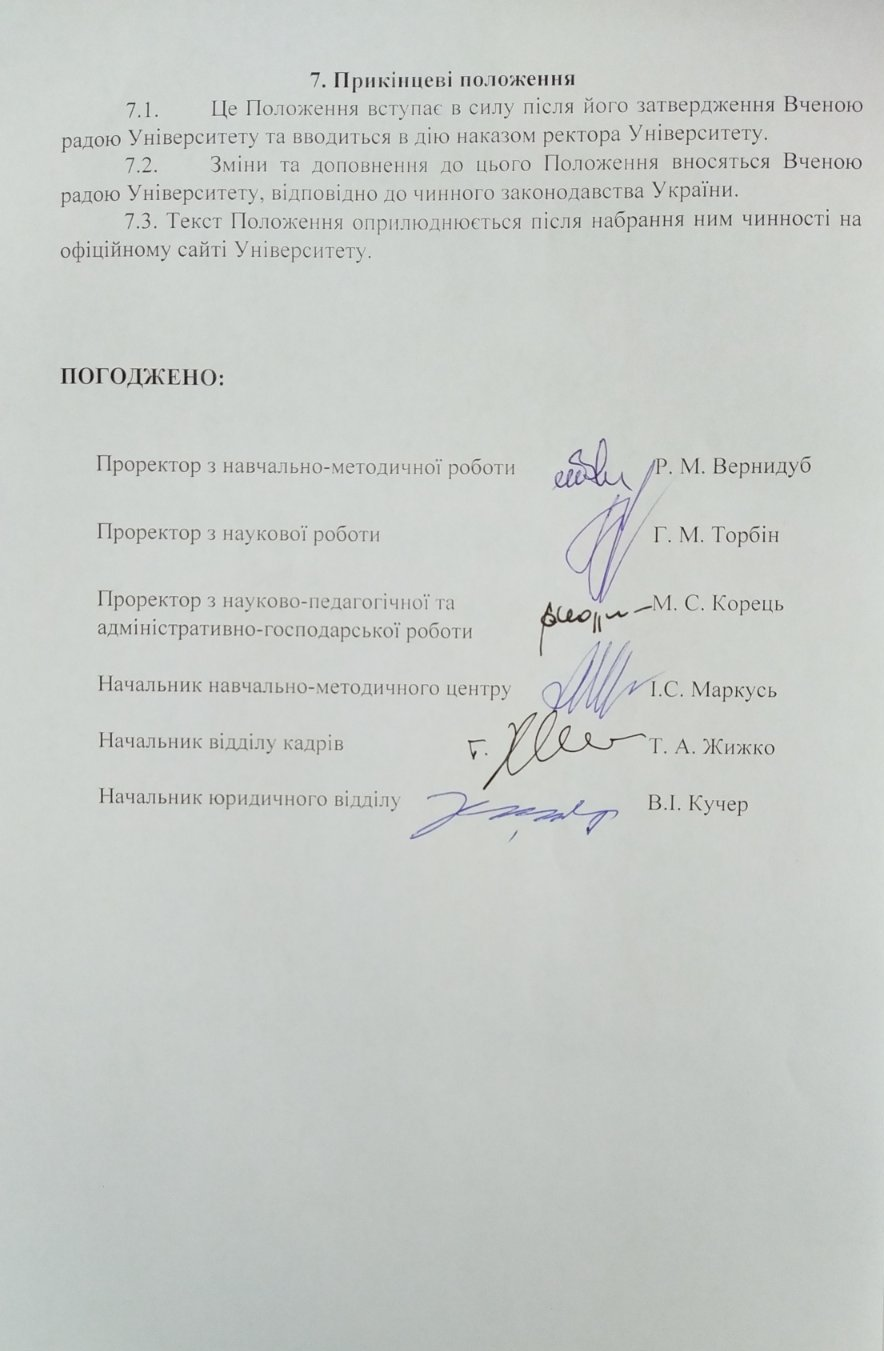 7. Прикінцеві положення
7.1. Це Положення вступає в силу після його затвердження Вченою
радою Університету та вводиться в дію наказом ректора Університету.
7.2. Зміни та доповнення до цього Положення вносяться Вченою
радою Університету, відповідно до чинного законодавства України.
7.3. Текст Положення оприлюднюється після набрання ним чинності на
офіційному сайті Університету.
ПОГОДЖЕНО:
Проректор з навчально-методичної роботи Р. М. Вернидуб
Проректор з наукової роботи Г. М. Торбін
Проректор з науково-педагогічної та М. С. Корець
адміністративно-господарської роботи
Начальник навчально-методичного центру І.С. Маркусь
Начальник відділу кадрів Т. А. Жижко
Начальник юридичного відділу В.І. Кучер